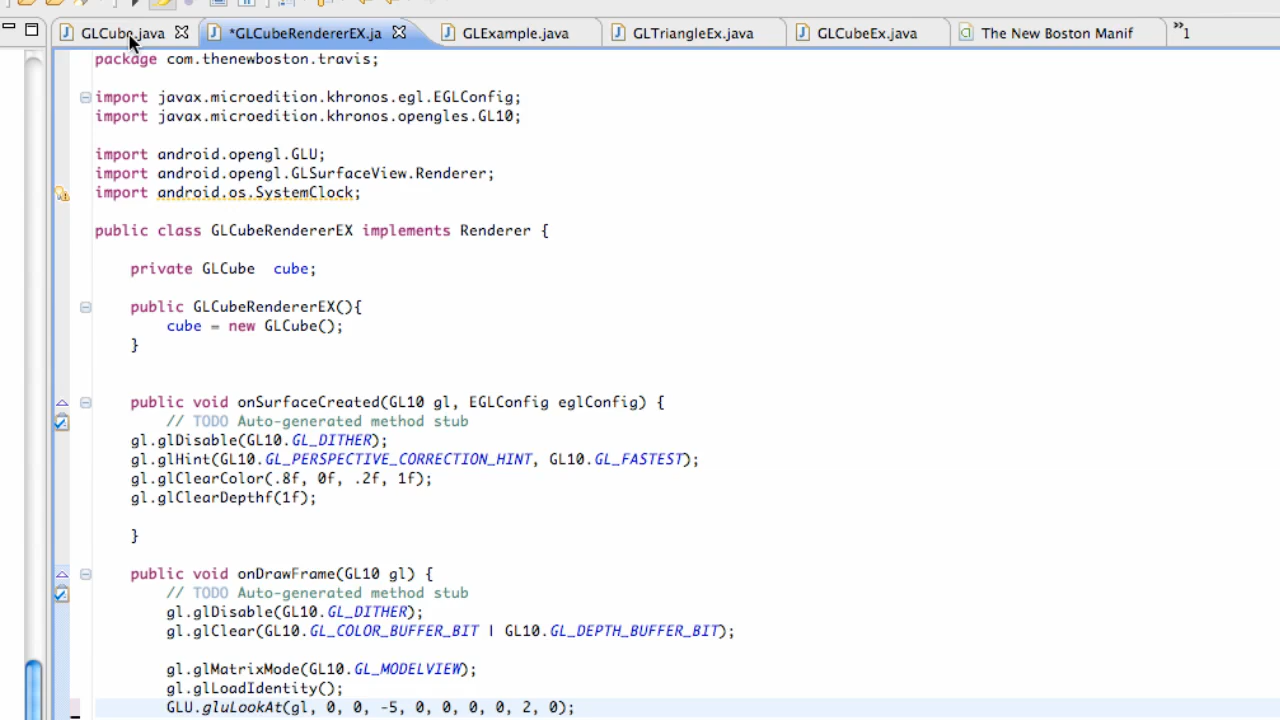 GLCube.java *GLCubeRendererEX.ja GLExample.java GLTriangleEx.java GLCubeEx.java The New Boston Manif »1
package com.thenewboston.travis;
import javax.microedition.khronos.egl.EGLConfig;
import javax.microedition.khronos.opengles.GL10;
import android.opengl.GLU;
import android.opengl.GLSurfaceView.Renderer;
import android.os.SystemClock;
public class GLCubeRendererEX implements Renderer {
private GLCube cube;
public GLCubeRendererEX(){
cube = new GLCube();
}
public void onSurfaceCreated(GL10 gl, EGLConfig eglConfig) {
// TODO Auto-generated method stub
gl.glDisable(GL10.GL_DITHER);
gl.glHint(GL10.GL_PERSPECTIVE_CORRECTION_HINT, GL10.GL_FASTEST);
gl.glClearColor(.8f, 0f, .2f, 1f);
gl.glClearDepthf(1f);
}
public void onDrawFrame(GL10 gl) {
// TODO Auto-generated method stub
gl.glDisable(GL10.GL_DITHER);
gl.glClear(GL10.GL_COLOR_BUFFER_BIT | GL10.GL_DEPTH_BUFFER_BIT);
gl.glMatrixMode(GL10.GL_MODELVIEW);
gl.glLoadIdentity();
GLU.gluLookAt(gl, 0, 0, -5, 0, 0, 0, 0, 2, 0);